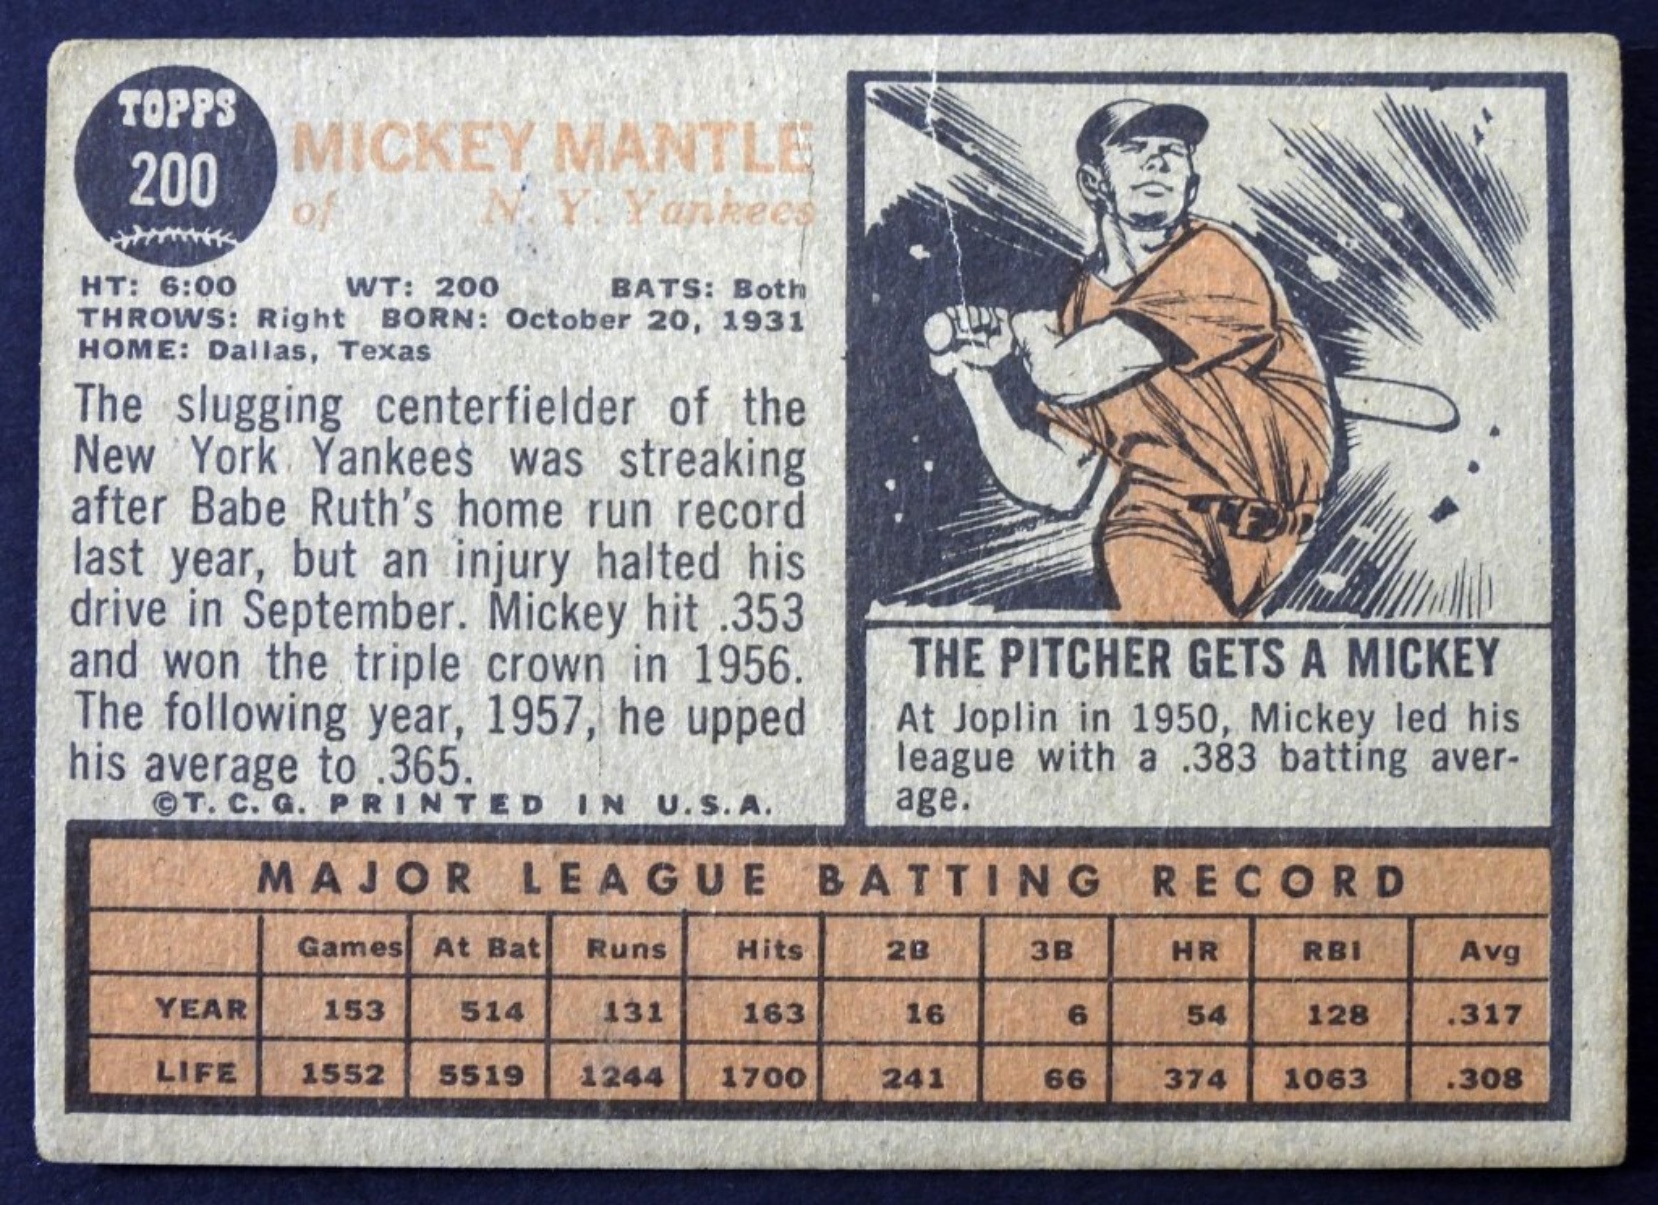 TOPPS
200
MICKEY MANTLE
of N. Y. Yankees
HT: 6:00 WT: 200 BATS: Both
THROWS: Right BORN: October 20, 1931
HOME: Dallas, Texas
The slugging centerfielder of the
New York Yankees was streaking
after Babe Ruth's home run record
last year, but an injury halted his
drive in September. Mickey hit .353
and won the triple crown in 1956.
The following year, 1957, he upped
his average to .365.
©T. C. G. PRINTED IN U.S.A.
THE PITCHER GETS A MICKEY
At Joplin in 1950, Mickey led his
league with a .383 batting aver-
age.
MAJOR LEAGUE BATTING RECORD
Games At Bat Runs Hits 2B 3B HR RBI Avg
YEAR 153 514 131 163 16 6 54 128 .317
LIFE 1552 5519 1244 1700 241 66 374 1063 .308